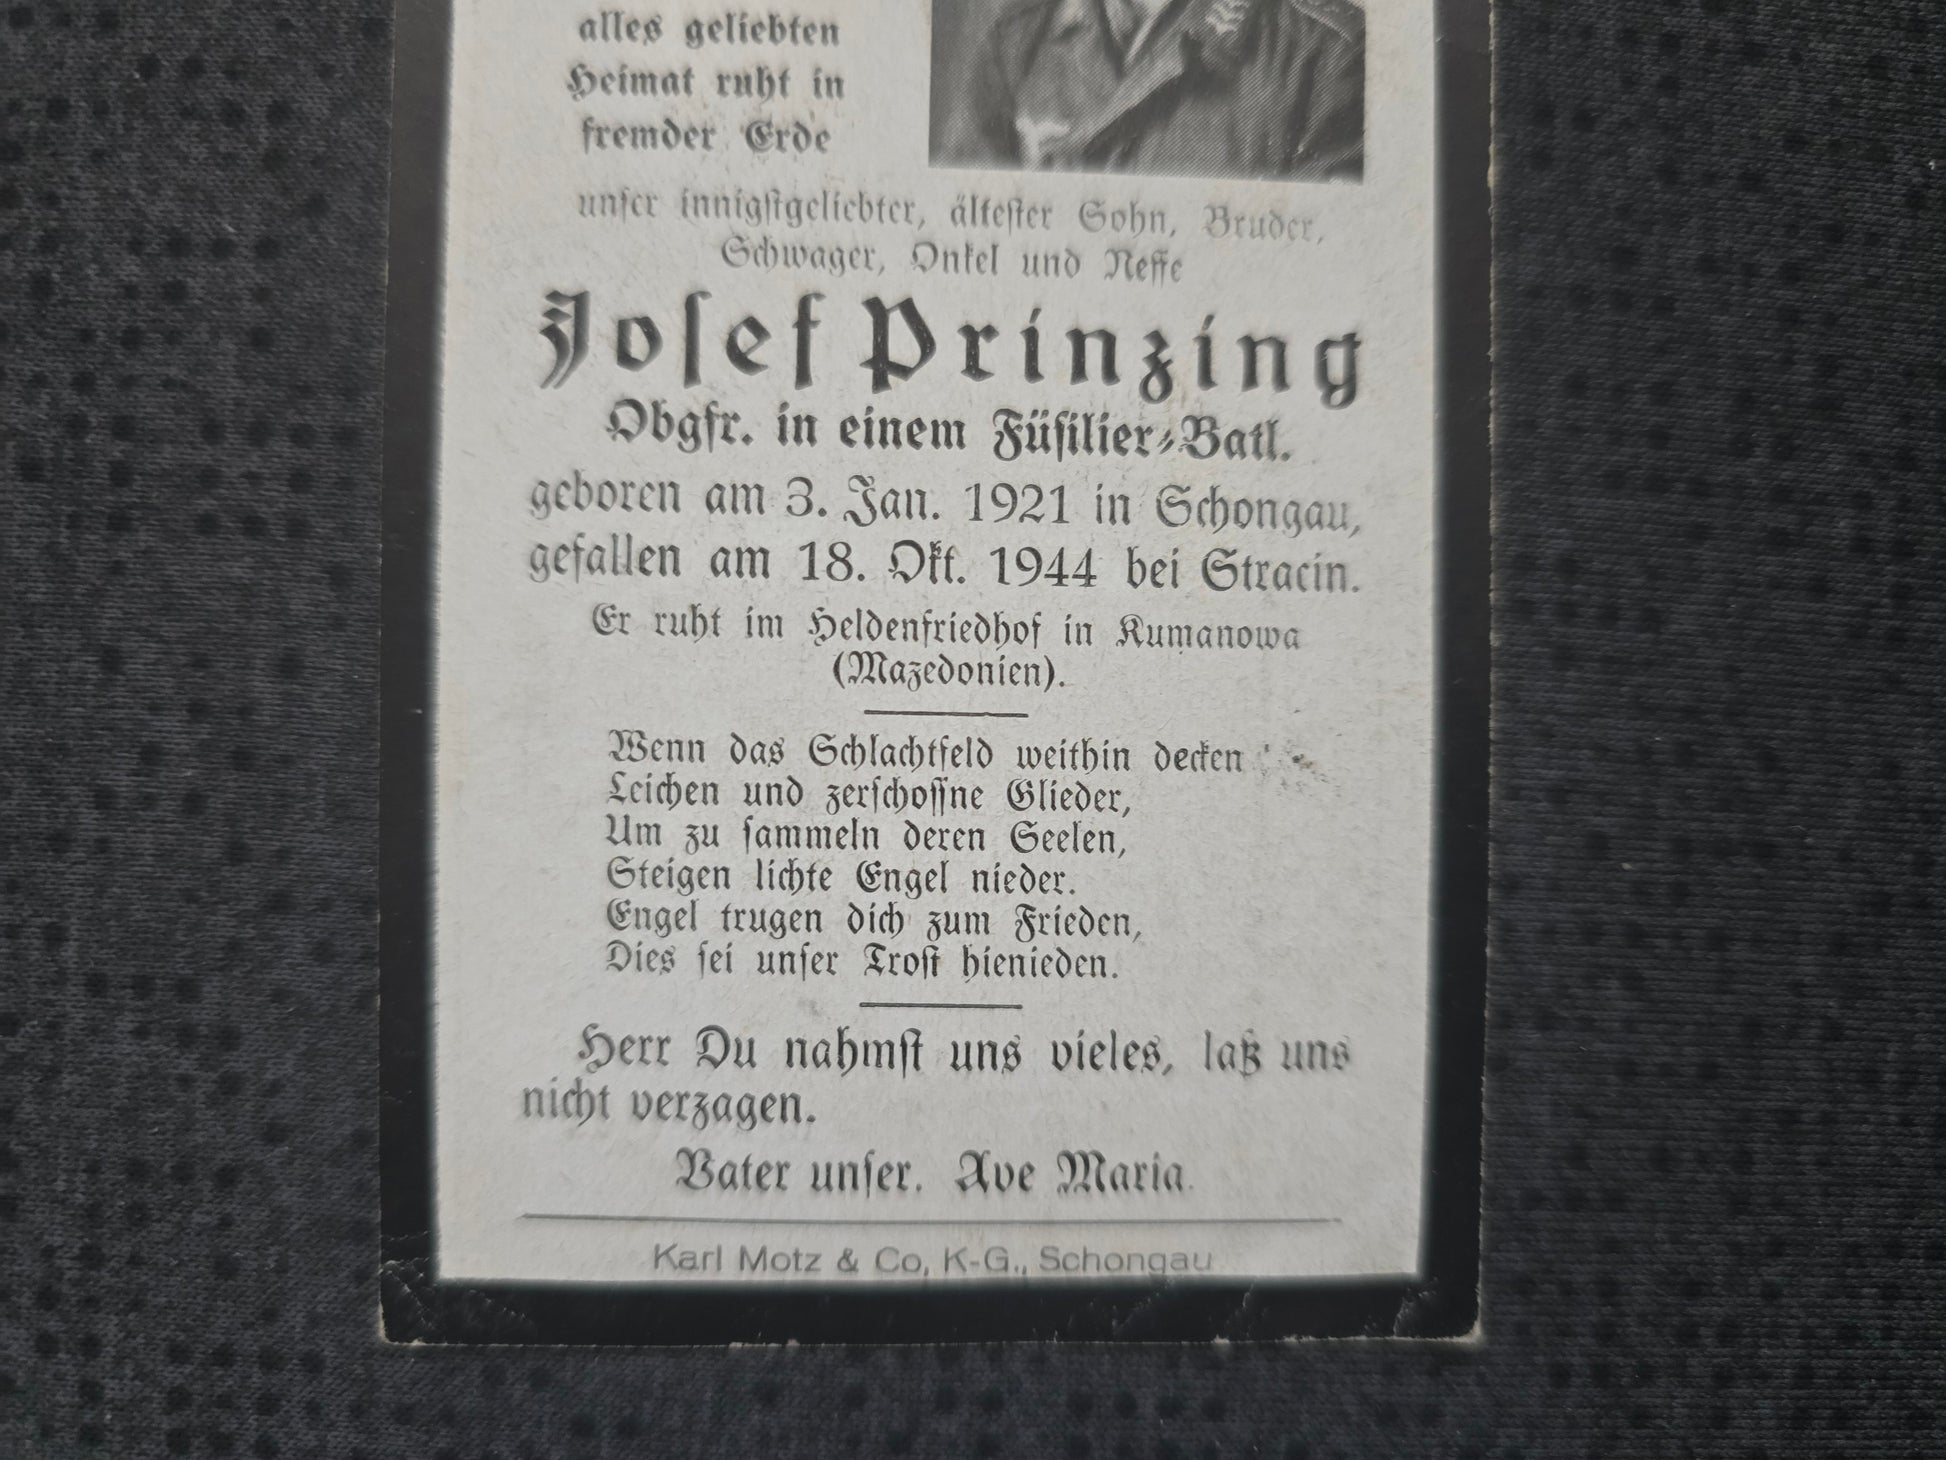 alles geliebten
Heimat ruht in
fremder Erde
unser innigstgeliebter, ältester Sohn, Bruder,
Schwager, Onkel und Neffe
Josef Prinzing
Obgfr. in einem Füsilier-Batl.
geboren am 3. Jan. 1921 in Schongau,
gefallen am 18. Okt. 1944 bei Stracin.
Er ruht im Heldenfriedhof in Kumanowa
(Mazedonien).
Wenn das Schlachtfeld weithin decken
Leichen und zerschossne Glieder,
Um zu sammeln deren Seelen,
Steigen lichte Engel nieder.
Engel trugen dich zum Frieden,
Dies sei unser Trost hienieden.
Herr Du nahmst uns vieles, laß uns
nicht verzagen.
Vater unser. Ave Maria.
Karl Motz & Co, K-G., Schongau